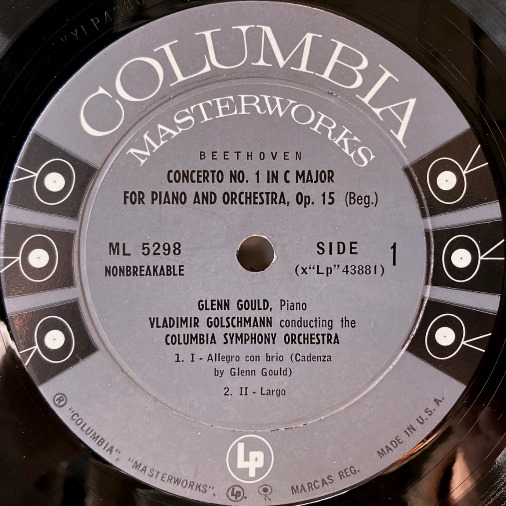 COLUMBIA
MASTERWORKS
BEETHOVEN
CONCERTO NO. 1 IN C MAJOR
FOR PIANO AND ORCHESTRA, Op. 15 (Beg.)
ML 5298
NONBREAKABLE
SIDE 1
(x"Lp"43881)
GLENN GOULD, Piano
VLADIMIR GOLSCHMANN conducting the
COLUMBIA SYMPHONY ORCHESTRA
1. I - Allegro con brio (Cadenza
by Glenn Gould)
2. II - Largo
Lp
® "COLUMBIA", "MASTERWORKS", Lp. MARCAS REG. MADE IN U.S.A.